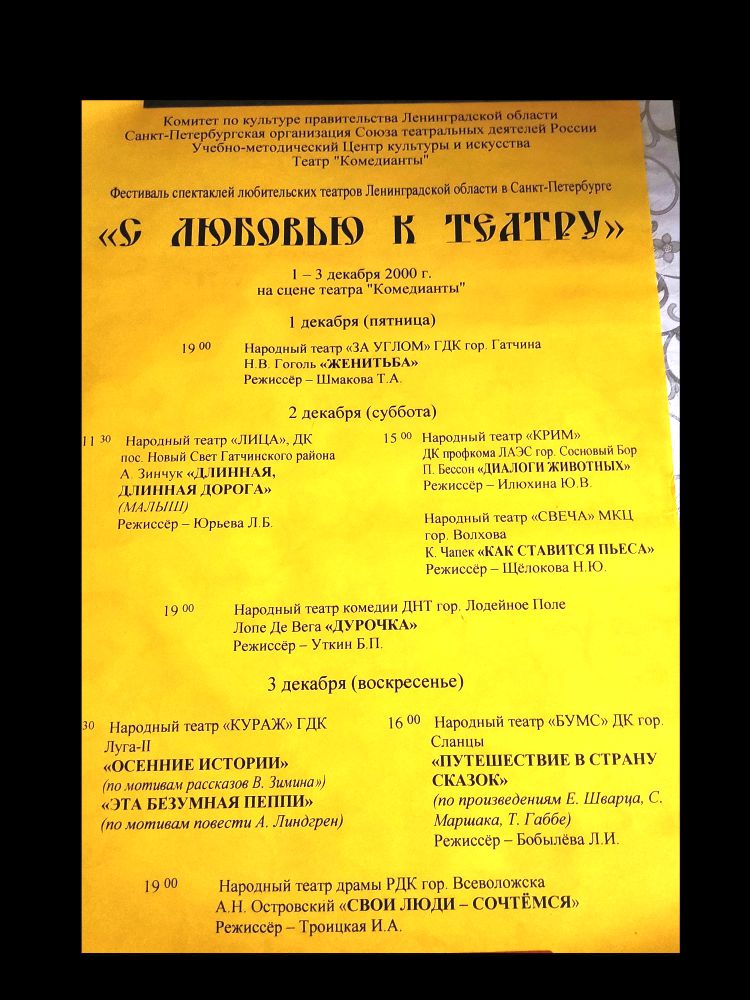 Комитет по культуре правительства Ленинградской области
Санкт-Петербургская организация Союза театральных деятелей России
Учебно-методический Центр культуры и искусства
Театр "Комедианты"
Фестиваль спектаклей любительских театров Ленинградской области в Санкт-Петербурге
«С ЛЮБОВЬЮ К ТЕАТРУ»
1 – 3 декабря 2000 г.
на сцене театра "Комедианты"
1 декабря (пятница)
19 00 Народный театр «ЗА УГЛОМ» ГДК гор. Гатчина
Н.В. Гоголь «ЖЕНИТЬБА»
Режиссёр – Шмакова Т.А.
2 декабря (суббота)
11 30 Народный театр «ЛИЦА», ДК
пос. Новый Свет Гатчинского района
А. Зинчук «ДЛИННАЯ,
ДЛИННАЯ ДОРОГА»
(МАЛЫШ)
Режиссёр – Юрьева Л.Б.
15 00 Народный театр «КРИМ»
ДК профкома ЛАЭС гор. Сосновый Бор
П. Бессон «ДИАЛОГИ ЖИВОТНЫХ»
Режиссёр – Илюхина Ю.В.
Народный театр «СВЕЧА» МКЦ
гор. Волхова
К. Чапек «КАК СТАВИТСЯ ПЬЕСА»
Режиссёр – Щёлокова Н.Ю.
19 00 Народный театр комедии ДНТ гор. Лодейное Поле
Лопе Де Вега «ДУРОЧКА»
Режиссёр – Уткин Б.П.
3 декабря (воскресенье)
30 Народный театр «КУРАЖ» ГДК
Луга-II
«ОСЕННИЕ ИСТОРИИ»
(по мотивам рассказов В. Зимина»)
«ЭТА БЕЗУМНАЯ ПЕППИ»
(по мотивам повести А. Линдгрен)
16 00 Народный театр «БУМС» ДК гор.
Сланцы
«ПУТЕШЕСТВИЕ В СТРАНУ
СКАЗОК»
(по произведениям Е. Шварца, С.
Маршака, Т. Габбе)
Режиссёр – Бобылёва Л.И.
19 00 Народный театр драмы РДК гор. Всеволожска
А.Н. Островский «СВОИ ЛЮДИ – СОЧТЁМСЯ»
Режиссёр – Троицкая И.А.